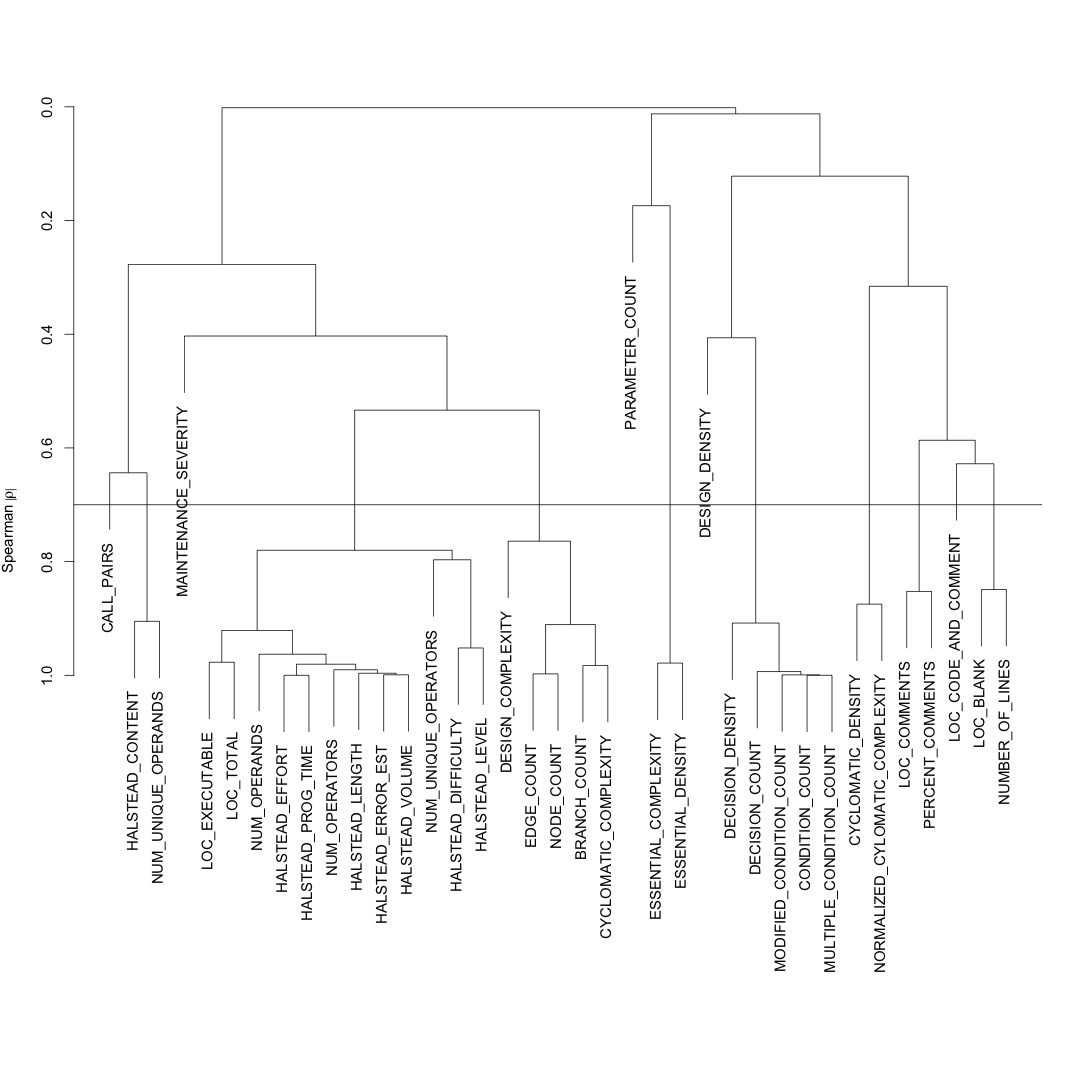 Spearman |ρ|
0.0
0.2
0.4
0.6
0.8
1.0
CALL_PAIRS
HALSTEAD_CONTENT
NUM_UNIQUE_OPERANDS
MAINTENANCE_SEVERITY
LOC_EXECUTABLE
LOC_TOTAL
NUM_OPERANDS
HALSTEAD_EFFORT
HALSTEAD_PROG_TIME
NUM_OPERATORS
HALSTEAD_LENGTH
HALSTEAD_ERROR_EST
HALSTEAD_VOLUME
NUM_UNIQUE_OPERATORS
HALSTEAD_DIFFICULTY
HALSTEAD_LEVEL
DESIGN_COMPLEXITY
EDGE_COUNT
NODE_COUNT
BRANCH_COUNT
CYCLOMATIC_COMPLEXITY
PARAMETER_COUNT
ESSENTIAL_COMPLEXITY
ESSENTIAL_DENSITY
DESIGN_DENSITY
DECISION_DENSITY
DECISION_COUNT
MODIFIED_CONDITION_COUNT
CONDITION_COUNT
MULTIPLE_CONDITION_COUNT
CYCLOMATIC_DENSITY
NORMALIZED_CYLOMATIC_COMPLEXITY
LOC_COMMENTS
PERCENT_COMMENTS
LOC_CODE_AND_COMMENT
LOC_BLANK
NUMBER_OF_LINES